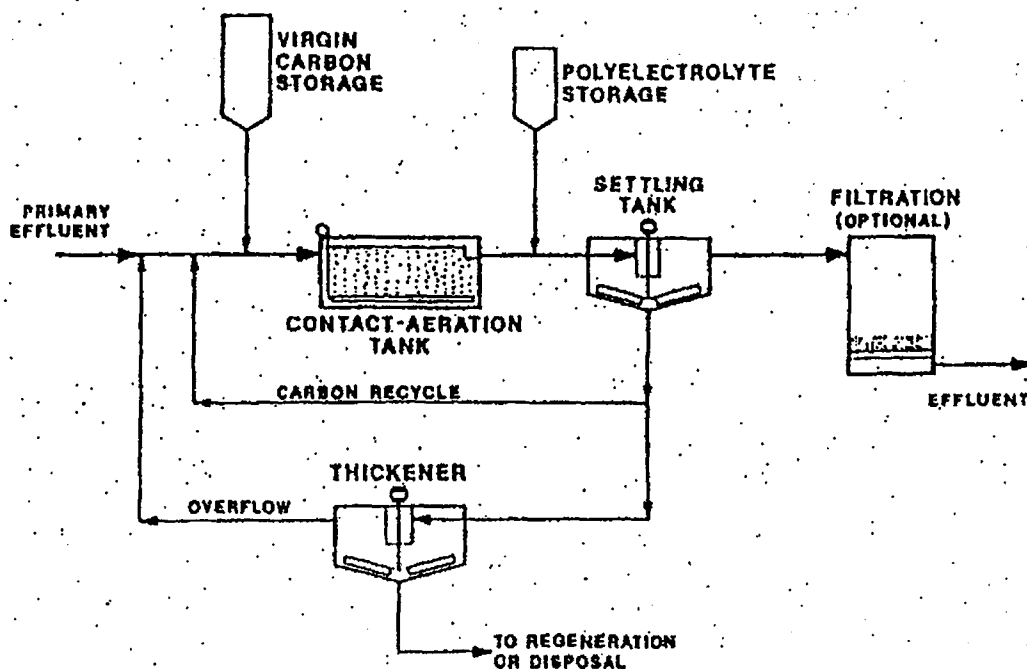 VIRGIN
CARBON
STORAGE
POLYELECTROLYTE
STORAGE
SETTLING
TANK
FILTRATION
(OPTIONAL)
PRIMARY
EFFLUENT
CONTACT-AERATION
TANK
CARBON RECYCLE
EFFLUENT
THICKENER
OVERFLOW
TO REGENERATION
OR DISPOSAL